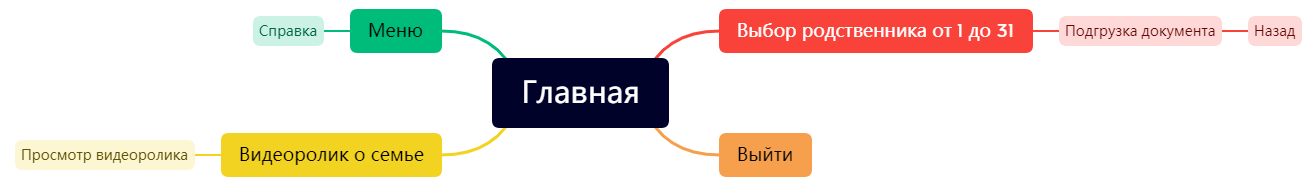 Справка
Меню
Выбор родственника от 1 до 31
Подгрузка документа
Назад
Главная
Просмотр видеоролика
Видеоролик о семье
Выйти